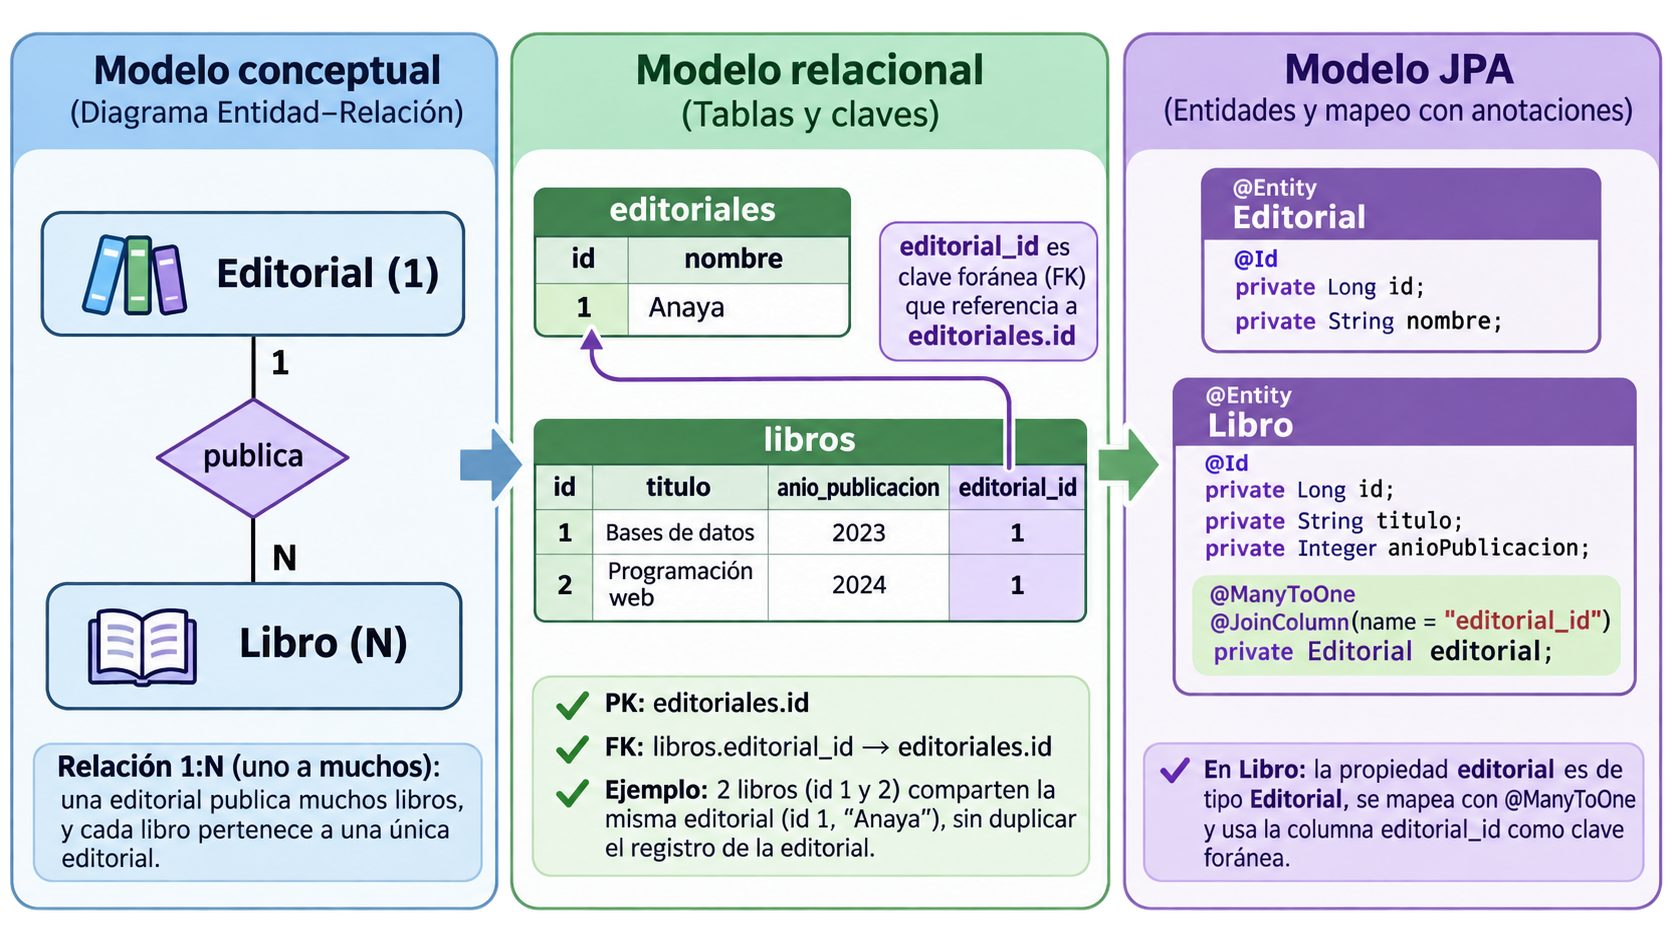 Modelo conceptual
(Diagrama Entidad–Relación)
Editorial (1)
1
publica
N
Libro (N)
Relación 1:N (uno a muchos):
una editorial publica muchos libros,
y cada libro pertenece a una única
editorial.
Modelo relacional
(Tablas y claves)
editoriales
id nombre
1 Anaya
editorial_id es
clave foránea (FK)
que referencia a
editoriales.id
libros
id titulo anio_publicacion editorial_id
1 Bases de datos 2023 1
2 Programación web 2024 1
PK: editoriales.id
FK: libros.editorial_id → editoriales.id
Ejemplo: 2 libros (id 1 y 2) comparten la
misma editorial (id 1, “Anaya”), sin duplicar
el registro de la editorial.
Modelo JPA
(Entidades y mapeo con anotaciones)
@Entity
Editorial
@Id
private Long id;
private String nombre;
@Entity
Libro
@Id
private Long id;
private String titulo;
private Integer anioPublicacion;
@ManyToOne
@JoinColumn(name = "editorial_id")
private Editorial editorial;
En Libro: la propiedad editorial es de
tipo Editorial, se mapea con @ManyToOne
y usa la columna editorial_id como clave
foránea.